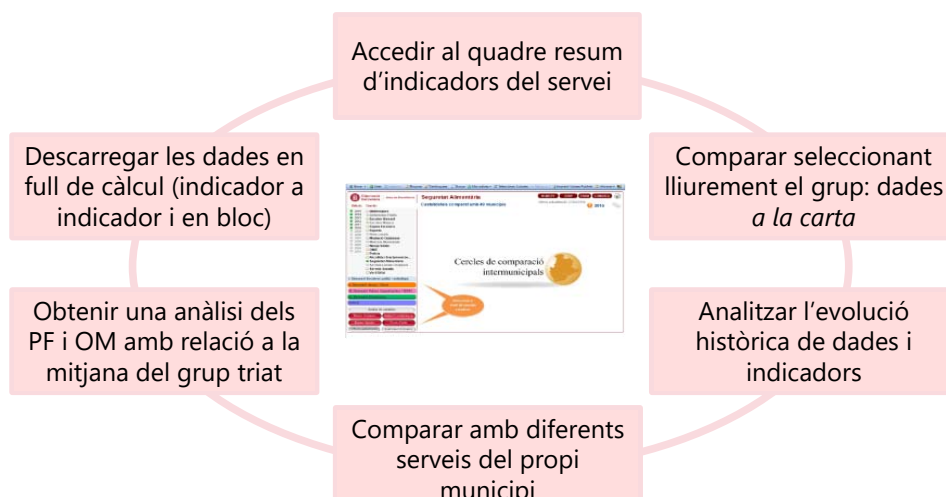 Accedir al quadre resum
d'indicadors del servei
Descarregar les dades en
full de càlcul (indicador a
indicador i en bloc)
Comparar seleccionant
lliurement el grup: dades
a la carta
Seguretat Alimentària
Cercles de comparació
intermunicipals
Obtenir una anàlisi dels
PF i OM amb relació a la
mitjana del grup triat
Analitzar l'evolució
històrica de dades i
indicadors
Comparar amb diferents
serveis del propi
municipi